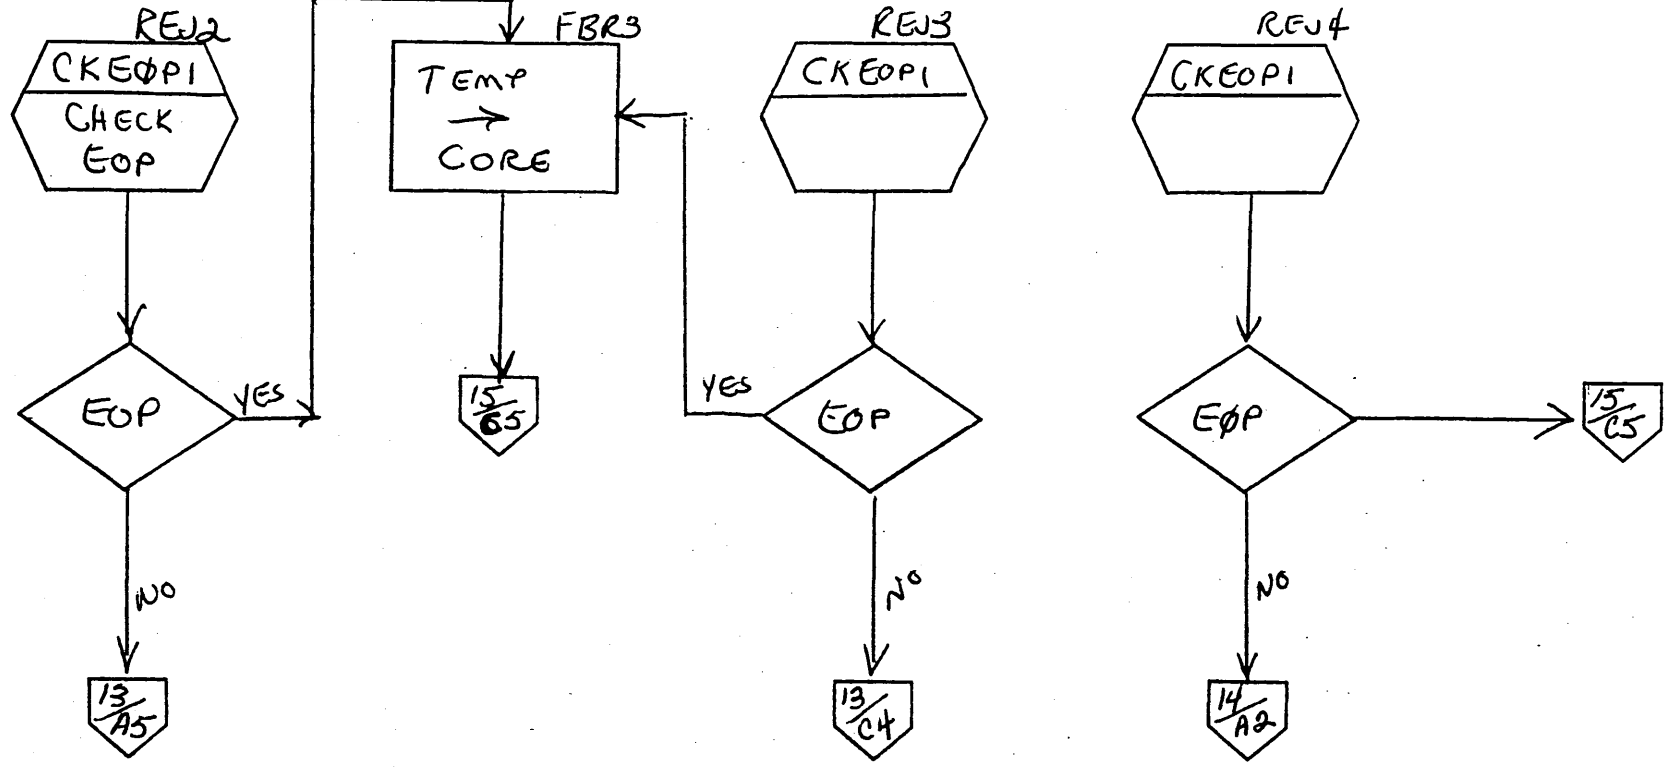 REJ2
CKEØP1
CHECK
EOP
EOP
YES
NO
13/A5
FBR3
TEMP
→
CORE
15/
REJ3
CKEOP1
EOP
YES
NO
13/C4
REJ4
CKEOP1
EØP
NO
14/A2
15/C5